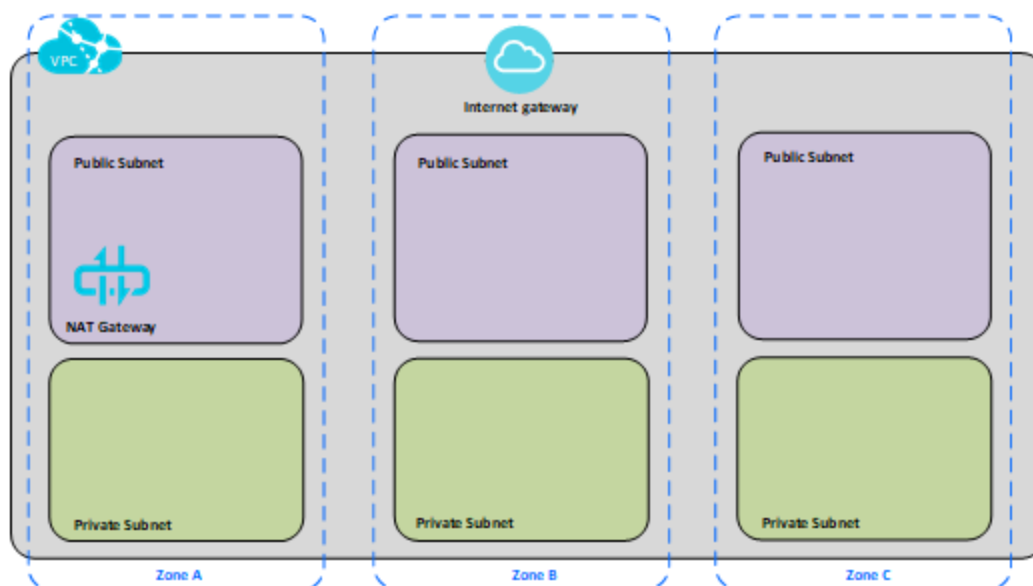 VPC
Internet gateway
Public Subnet
Public Subnet
Public Subnet
NAT Gateway
Private Subnet
Private Subnet
Private Subnet
Zone A
Zone B
Zone C